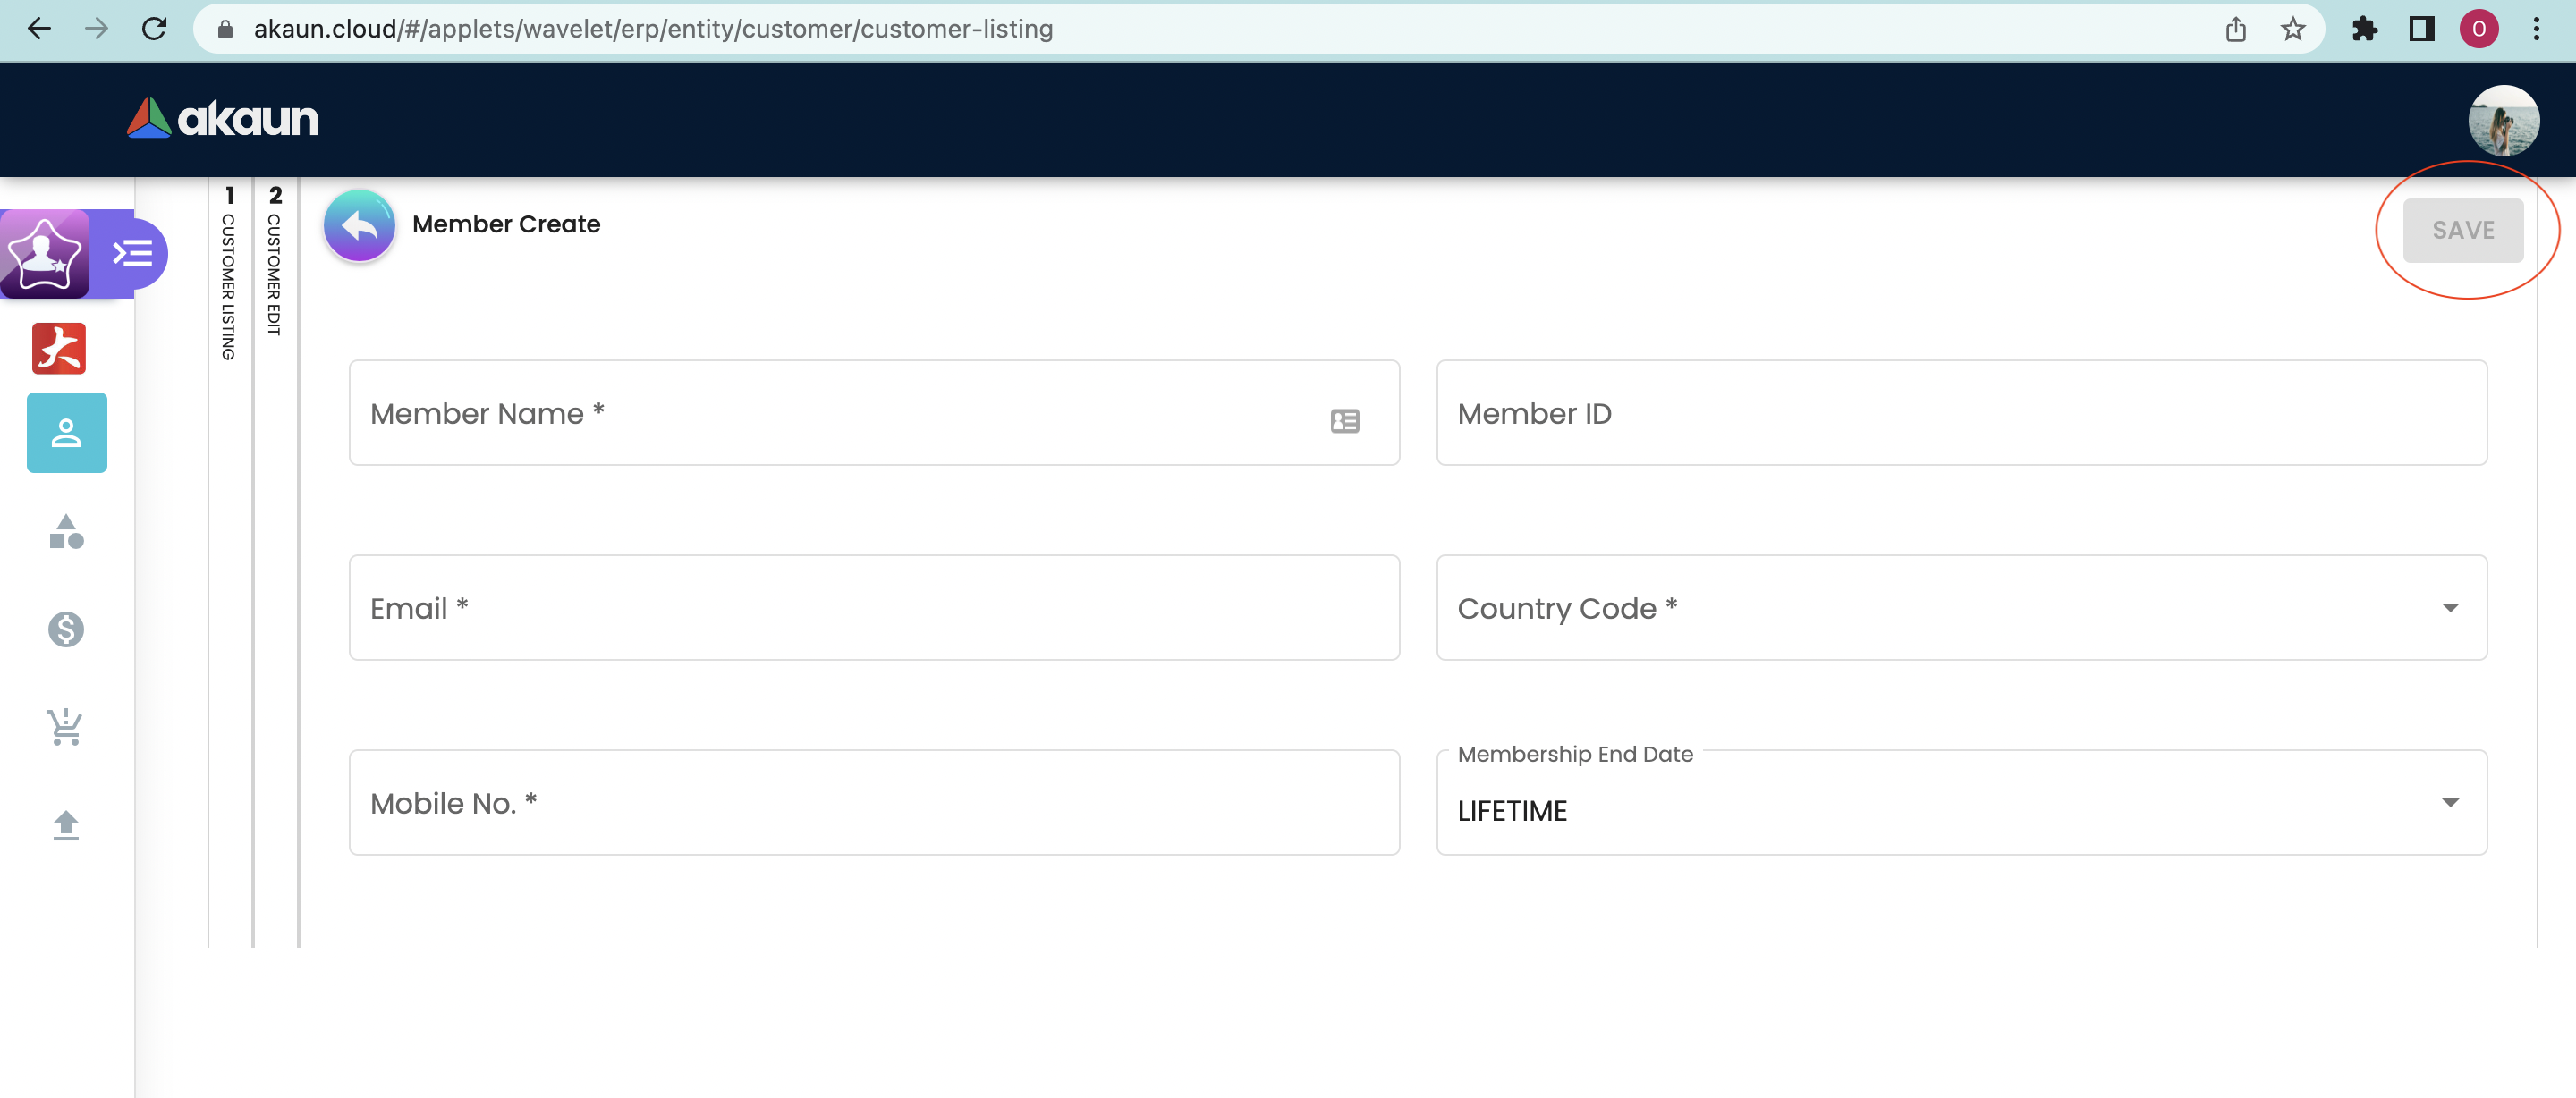 akaun.cloud/#/applets/wavelet/erp/entity/customer/customer-listing
O
akaun
1
CUSTOMER LISTING
2
CUSTOMER EDIT
Member Create
SAVE
Member Name *
Member ID
Email *
Country Code *
Mobile No. *
Membership End Date
LIFETIME